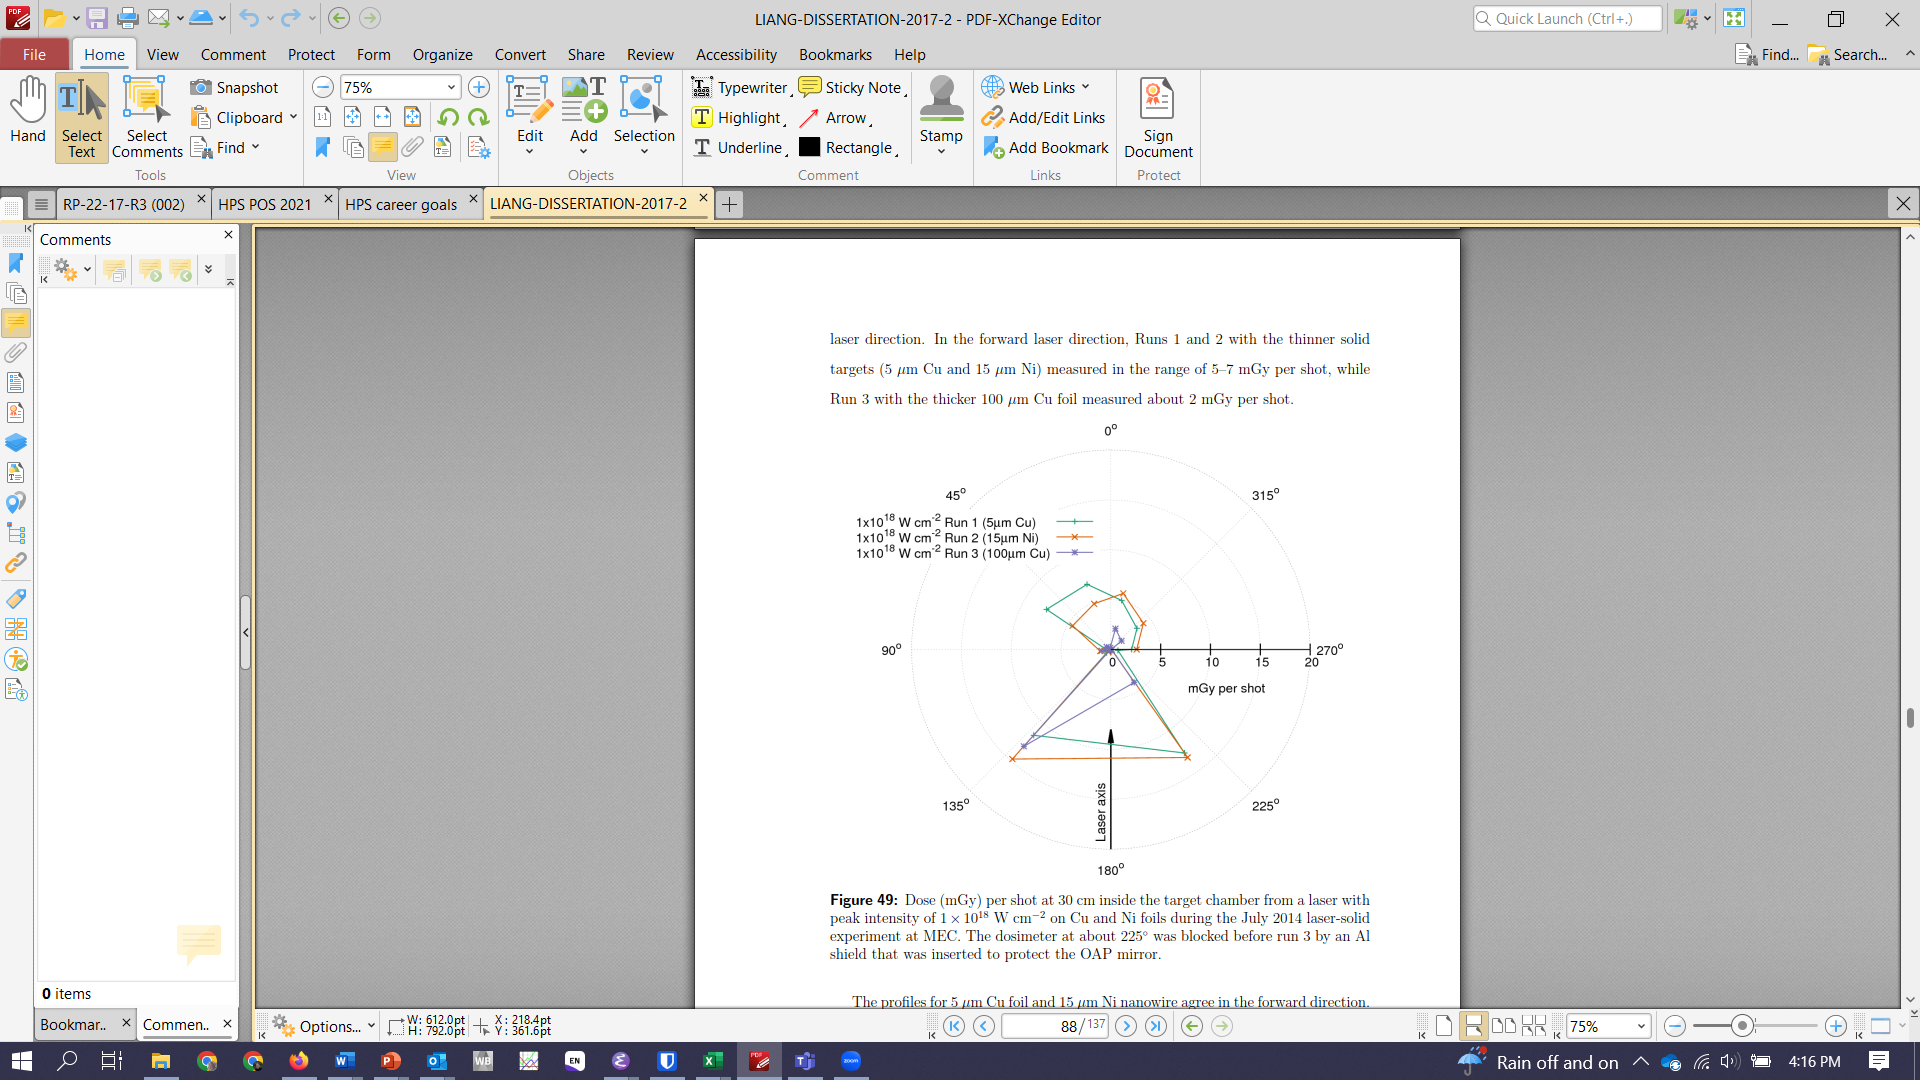 LIANG-DISSERTATION-2017-2 - PDF-XChange Editor
Quick Launch (Ctrl+.)
File
Home
View
Comment
Protect
Form
Organize
Convert
Share
Review
Accessibility
Bookmarks
Help
Find...
Search...
Hand
Select Text
Select Comments
Snapshot
Clipboard
Find
Tools
75%
View
Edit
Add
Selection
Objects
Typewriter
Sticky Note
Highlight
Arrow
Underline
Rectangle
Stamp
Comment
Web Links
Add/Edit Links
Add Bookmark
Links
Sign Document
Protect
RP-22-17-R3 (002)
HPS POS 2021
HPS career goals
LIANG-DISSERTATION-2017-2
Comments
laser direction. In the forward laser direction, Runs 1 and 2 with the thinner solid
targets (5 μm Cu and 15 μm Ni) measured in the range of 5–7 mGy per shot, while
Run 3 with the thicker 100 μm Cu foil measured about 2 mGy per shot.
0°
45°
315°
1x10^18 W cm^-2 Run 1 (5μm Cu)
1x10^18 W cm^-2 Run 2 (15μm Ni)
1x10^18 W cm^-2 Run 3 (100μm Cu)
90°
270°
0 5 10 15 20
mGy per shot
Laser axis
135°
225°
180°
Figure 49: Dose (mGy) per shot at 30 cm inside the target chamber from a laser with
peak intensity of 1 × 10^18 W cm^−2 on Cu and Ni foils during the July 2014 laser-solid
experiment at MEC. The dosimeter at about 225° was blocked before run 3 by an Al
shield that was inserted to protect the OAP mirror.
The profiles for 5 μm Cu foil and 15 μm Ni nanowire agree in the forward direction.
0 items
Bookmar..
Commen..
Options...
W: 612.0pt
H: 792.0pt
X: 218.4pt
Y: 361.6pt
88 / 137
75%
WB
EN
zoom
Rain off and on
4:16 PM